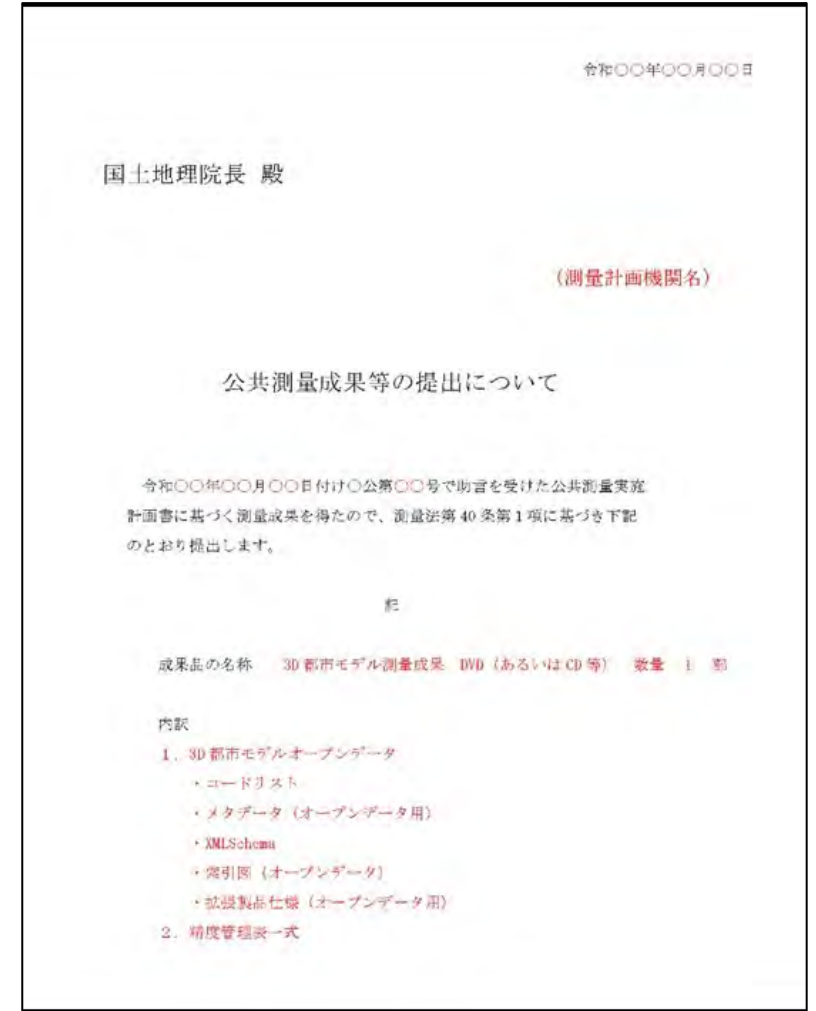 令和○○年○○月○○日
国土地理院長 殿
(測量計画機関名)
公共測量成果等の提出について
令和○○年○○月○○日付け○公第○○号で助言を受けた公共測量実施
計画書に基づく測量成果を得たので、測量法第40条第1項に基づき下記
のとおり提出します。
記
成果品の名称 3D都市モデル測量成果 DVD(あるいはCD等) 数量 1 部
内訳
1.3D都市モデルオープンデータ
・コードリスト
・メタデータ(オープンデータ用)
・XMLSchema
・索引図(オープンデータ)
・拡張製品仕様(オープンデータ用)
2.精度管理表一式